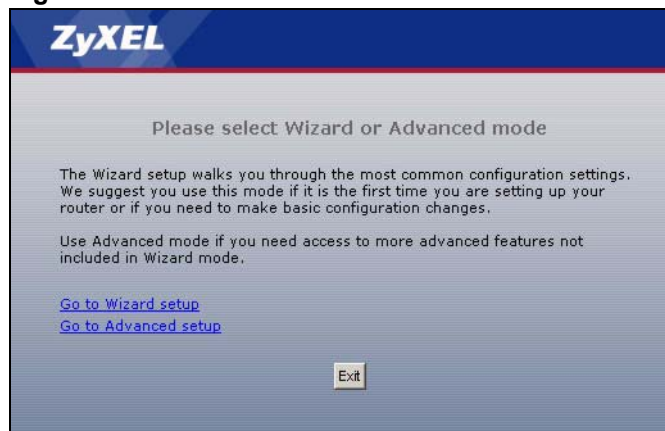 ZyXEL
Please select Wizard or Advanced mode
The Wizard setup walks you through the most common configuration settings.
We suggest you use this mode if it is the first time you are setting up your
router or if you need to make basic configuration changes.
Use Advanced mode if you need access to more advanced features not
included in Wizard mode.
Go to Wizard setup
Go to Advanced setup
Exit